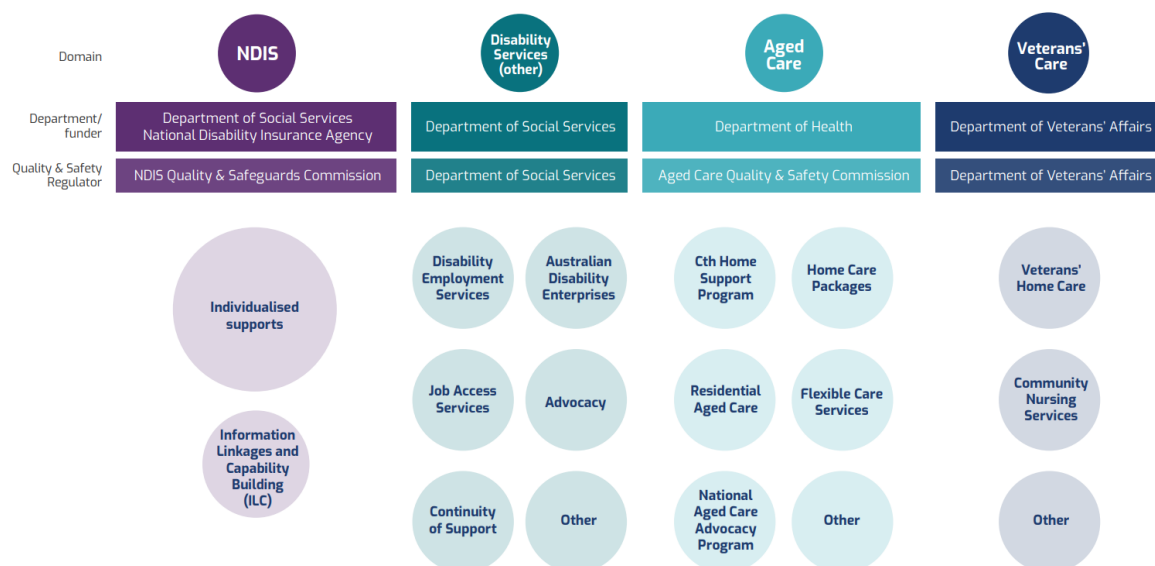 Domain
NDIS
Disability
Services
(other)
Aged
Care
Veterans'
Care
Department/
funder
Department of Social Services
National Disability Insurance Agency
Department of Social Services
Department of Health
Department of Veterans' Affairs
Quality & Safety
Regulator
NDIS Quality & Safeguards Commission
Department of Social Services
Aged Care Quality & Safety Commission
Department of Veterans' Affairs
Individualised
supports
Information
Linkages and
Capability
Building
(ILC)
Disability
Employment
Services
Australian
Disability
Enterprises
Job Access
Services
Advocacy
Continuity
of Support
Other
Cth Home
Support
Program
Home Care
Packages
Residential
Aged Care
Flexible Care
Services
National
Aged Care
Advocacy
Program
Other
Veterans'
Home Care
Community
Nursing
Services
Other